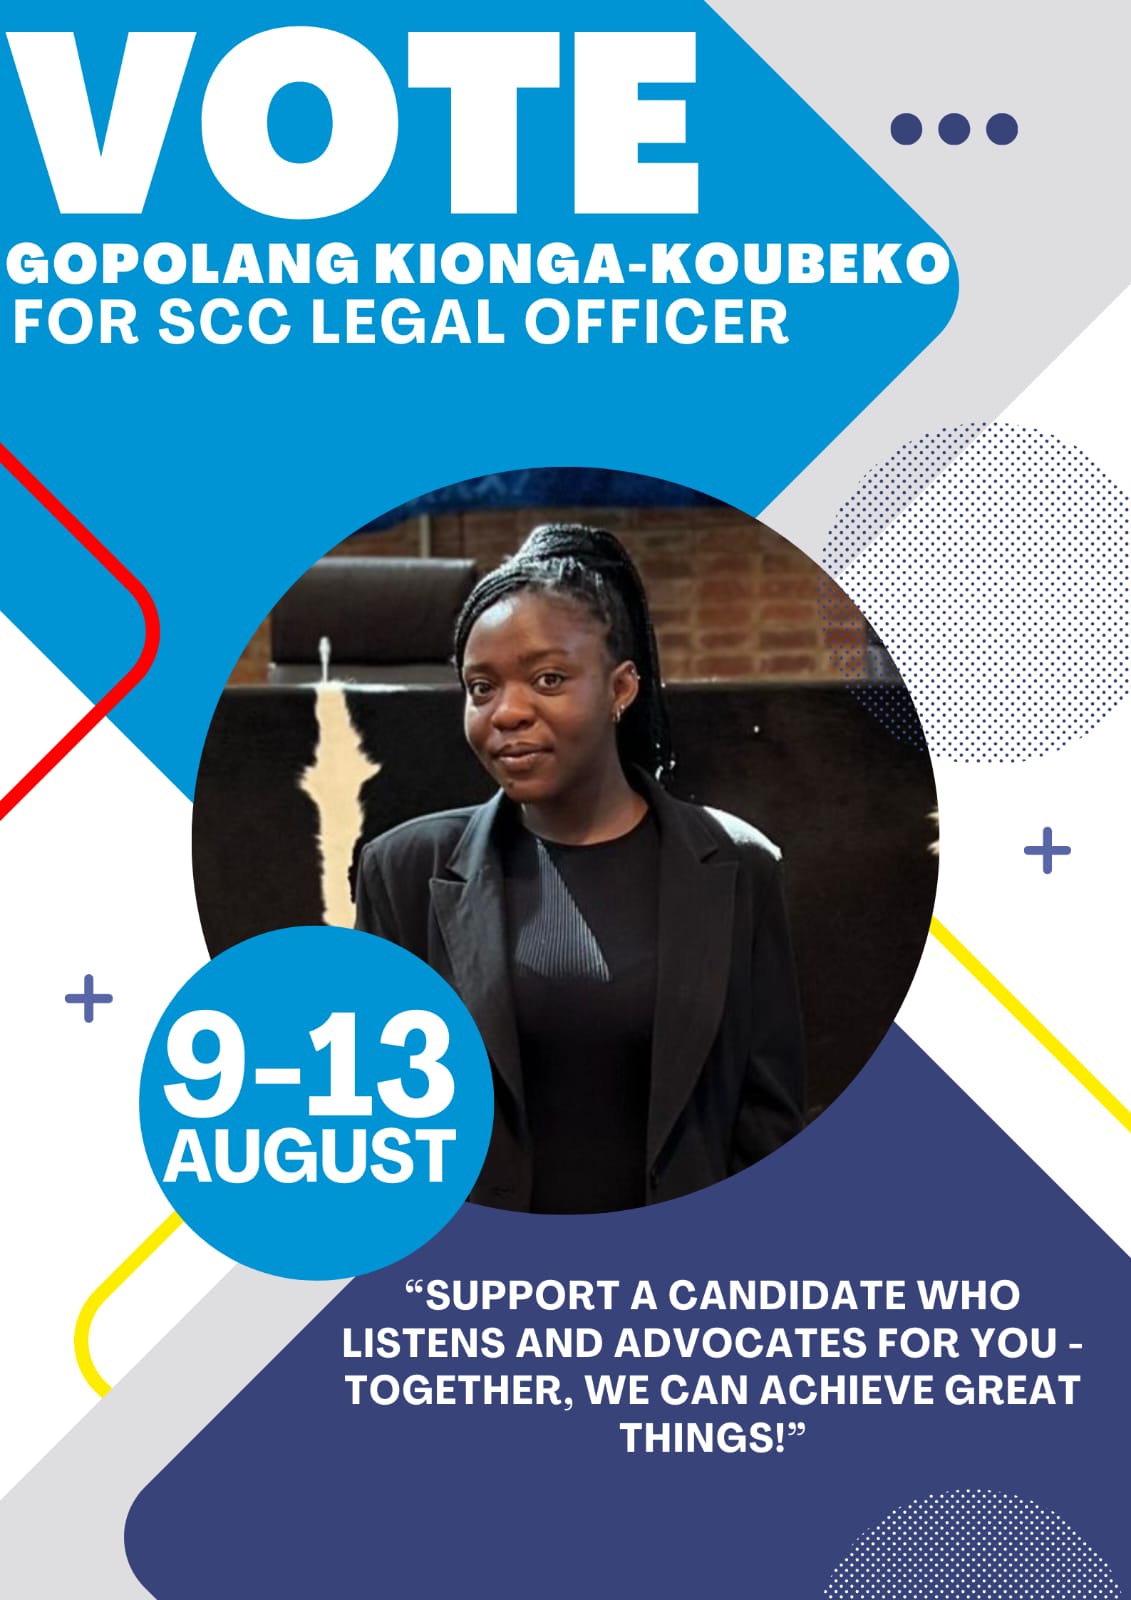 VOTE
GOPOLANG KIONGA-KOUBEKO
FOR SCC LEGAL OFFICER
9-13
AUGUST
“SUPPORT A CANDIDATE WHO
LISTENS AND ADVOCATES FOR YOU -
TOGETHER, WE CAN ACHIEVE GREAT
THINGS!”